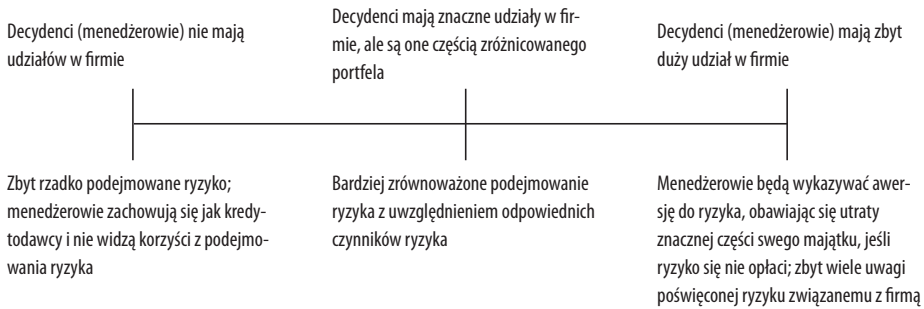 Decydenci (menedżerowie) nie mają
udziałów w firmie
Decydenci mają znaczne udziały w fir-
mie, ale są one częścią zróżnicowanego
portfela
Decydenci (menedżerowie) mają zbyt
duży udział w firmie
Zbyt rzadko podejmowane ryzyko;
menedżerowie zachowują się jak kredy-
todawcy i nie widzą korzyści z podejmo-
wania ryzyka
Bardziej zrównoważone podejmowanie
ryzyka z uwzględnieniem odpowiednich
czynników ryzyka
Menedżerowie będą wykazywać awer-
sję do ryzyka, obawiając się utraty
znacznej części swego majątku, jeśli
ryzyko się nie opłaci; zbyt wiele uwagi
poświęconej ryzyku związanemu z firmą